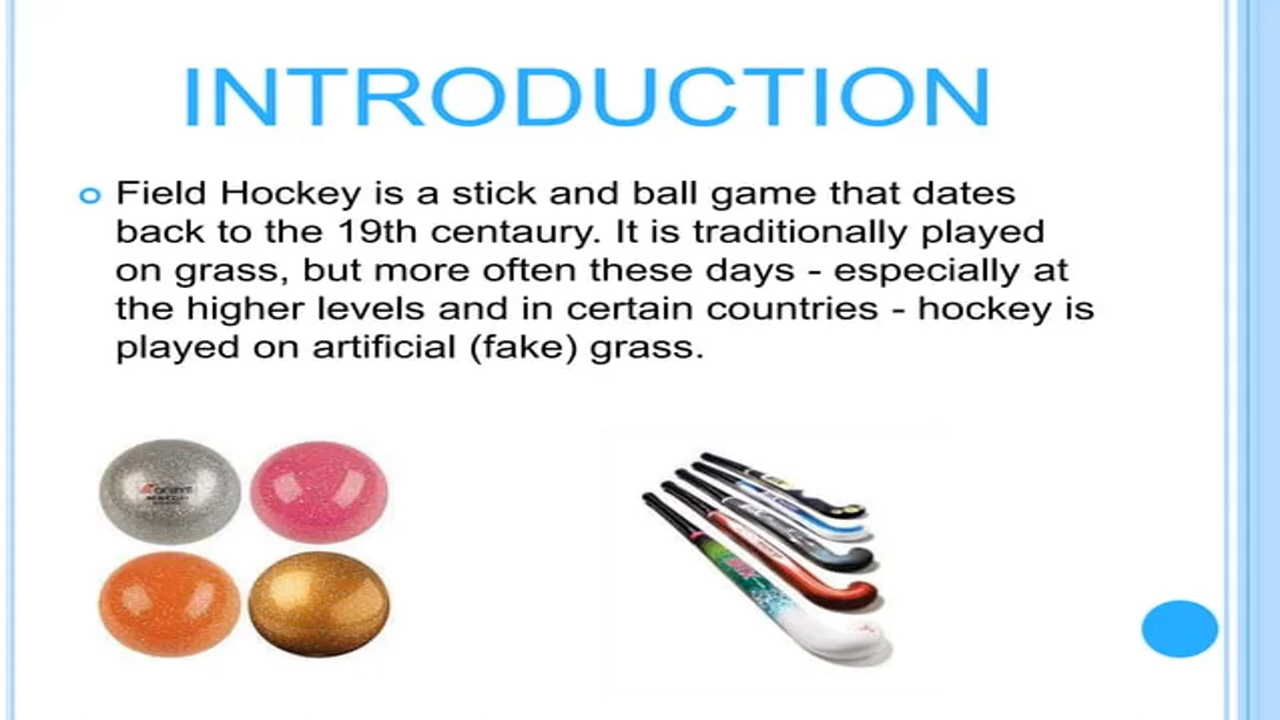 INTRODUCTION
Field Hockey is a stick and ball game that dates
back to the 19th centaury. It is traditionally played
on grass, but more often these days - especially at
the higher levels and in certain countries - hockey is
played on artificial (fake) grass.